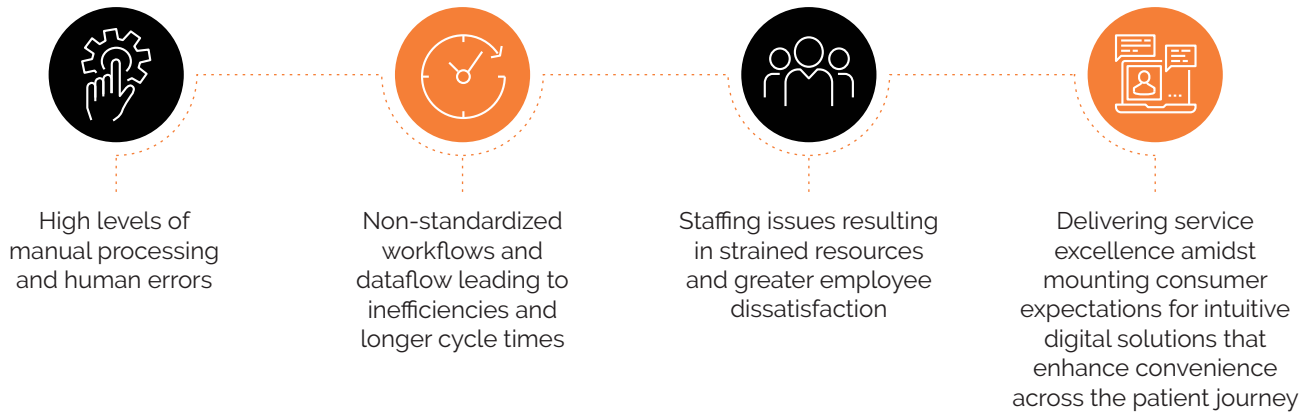 High levels of
manual processing
and human errors
Non-standardized
workflows and
dataflow leading to
inefficiencies and
longer cycle times
Staffing issues resulting
in strained resources
and greater employee
dissatisfaction
Delivering service
excellence amidst
mounting consumer
expectations for intuitive
digital solutions that
enhance convenience
across the patient journey